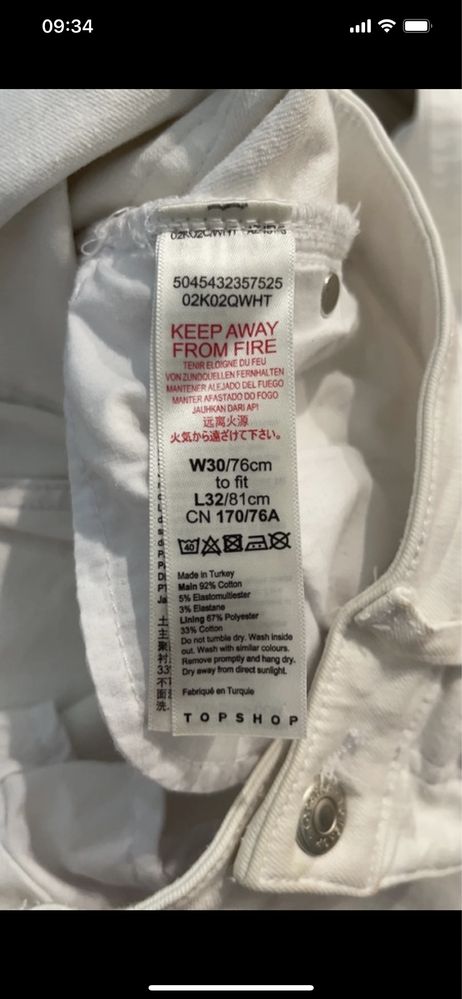 09:34
5045432357525
02K02QWHT
KEEP AWAY
FROM FIRE
TENIR ELOIGNE DU FEU
VON ZUNDQUELLEN FERNHALTEN
MANTENER ALEJADO DEL FUEGO
MANTER AFASTADO DO FOGO
JAUHKAN DARI API
远离火源
火気から遠ざけて下さい。
W30/76cm
to fit
L32/81cm
CN 170/76A
40
Made in Turkey
Main 92% Cotton
5% Elastomultiester
3% Elastane
Lining 67% Polyester
33% Cotton
Do not tumble dry. Wash inside
out. Wash with similar colours.
Remove promptly and hang dry.
Dry away from direct sunlight.
Fabriqué en Turquie
TOPSHOP